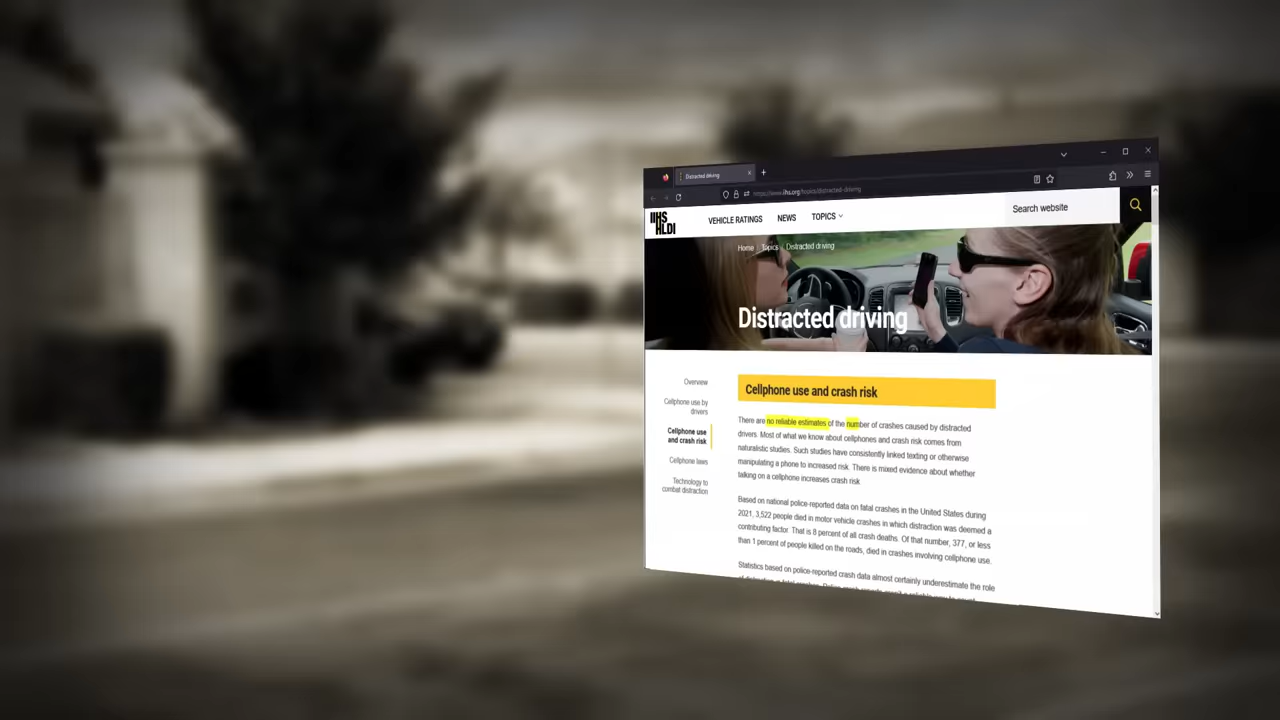 Distracted driving
https://www.iihs.org/topics/distracted-driving
IIHS
HLDI
VEHICLE RATINGS
NEWS
TOPICS
Search website
Home
Topics
Distracted driving
Distracted driving
Overview
Cellphone use by
drivers
Cellphone use
and crash risk
Cellphone laws
Technology to
combat distraction
Cellphone use and crash risk
There are no reliable estimates of the number of crashes caused by distracted
drivers. Most of what we know about cellphones and crash risk comes from
naturalistic studies. Such studies have consistently linked texting or otherwise
manipulating a phone to increased risk. There is mixed evidence about whether
talking on a cellphone increases crash risk
Based on national police-reported data on fatal crashes in the United States during
2021, 3,522 people died in motor vehicle crashes in which distraction was deemed a
contributing factor. That is 8 percent of all crash deaths. Of that number, 377, or less
than 1 percent of people killed on the roads, died in crashes involving cellphone use.
Statistics based on police-reported crash data almost certainly underestimate the role